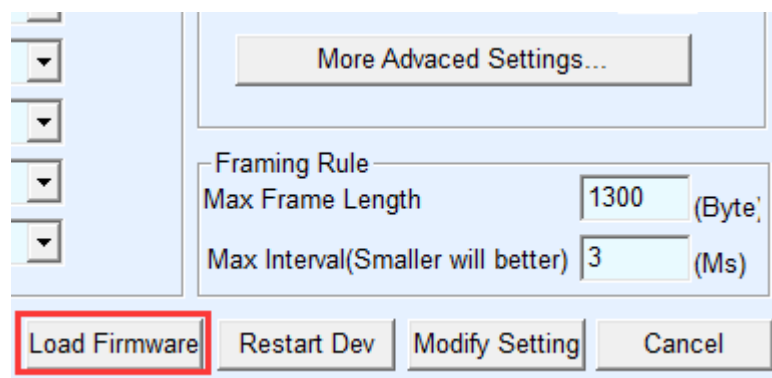 More Advaced Settings...
Framing Rule
Max Frame Length 1300 (Byte)
Max Interval(Smaller will better) 3 (Ms)
Load Firmware Restart Dev Modify Setting Cancel